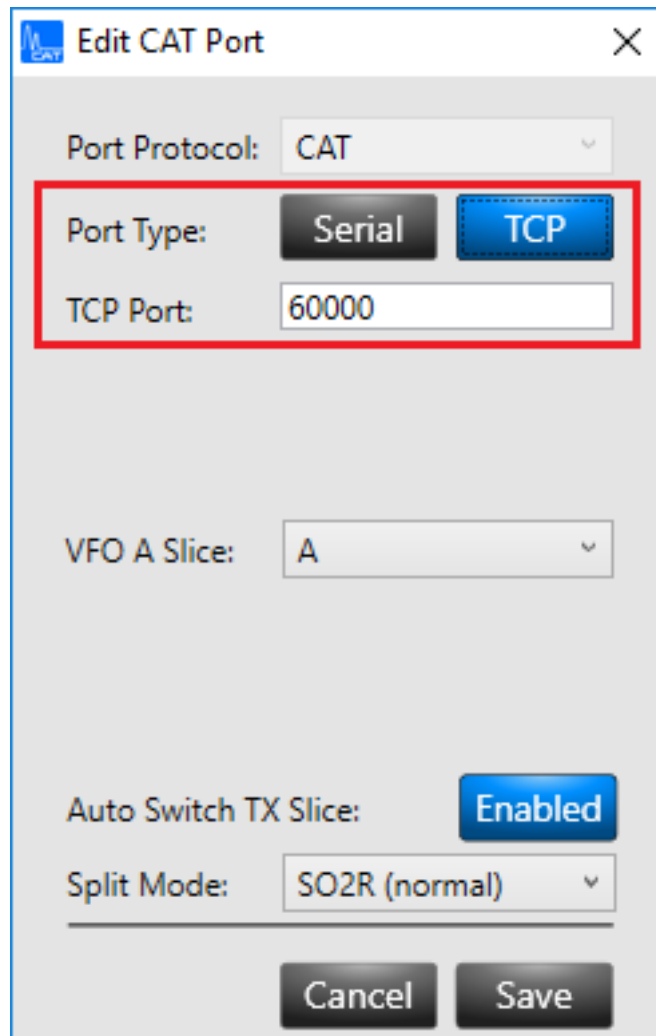 CAT
Edit CAT Port
Port Protocol: CAT
Port Type: Serial TCP
TCP Port: 60000
VFO A Slice: A
Auto Switch TX Slice: Enabled
Split Mode: SO2R (normal)
Cancel Save